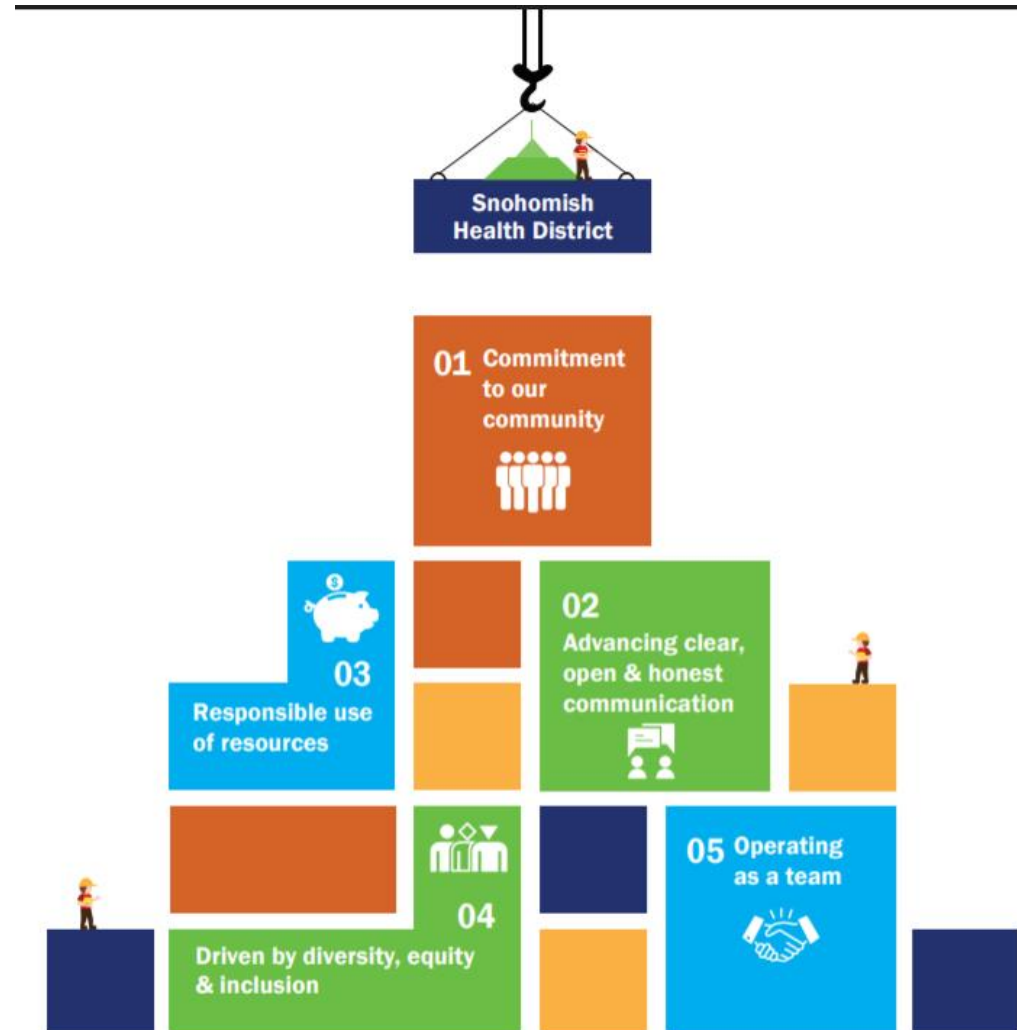 Snohomish
Health District
01 Commitment
to our
community
$
03
Responsible use
of resources
02
Advancing clear,
open & honest
communication
04
Driven by diversity, equity
& inclusion
05 Operating
as a team